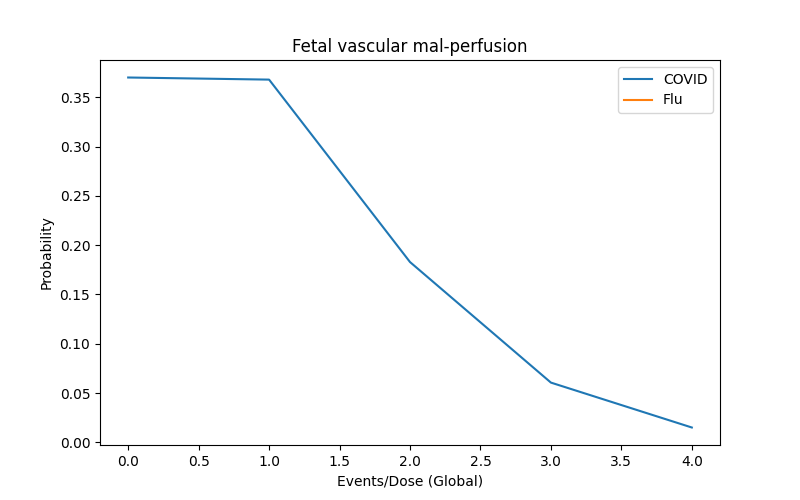 Fetal vascular mal-perfusion
COVID
Flu
Probability
0.35
0.30
0.25
0.20
0.15
0.10
0.05
0.00
0.0 0.5 1.0 1.5 2.0 2.5 3.0 3.5 4.0
Events/Dose (Global)